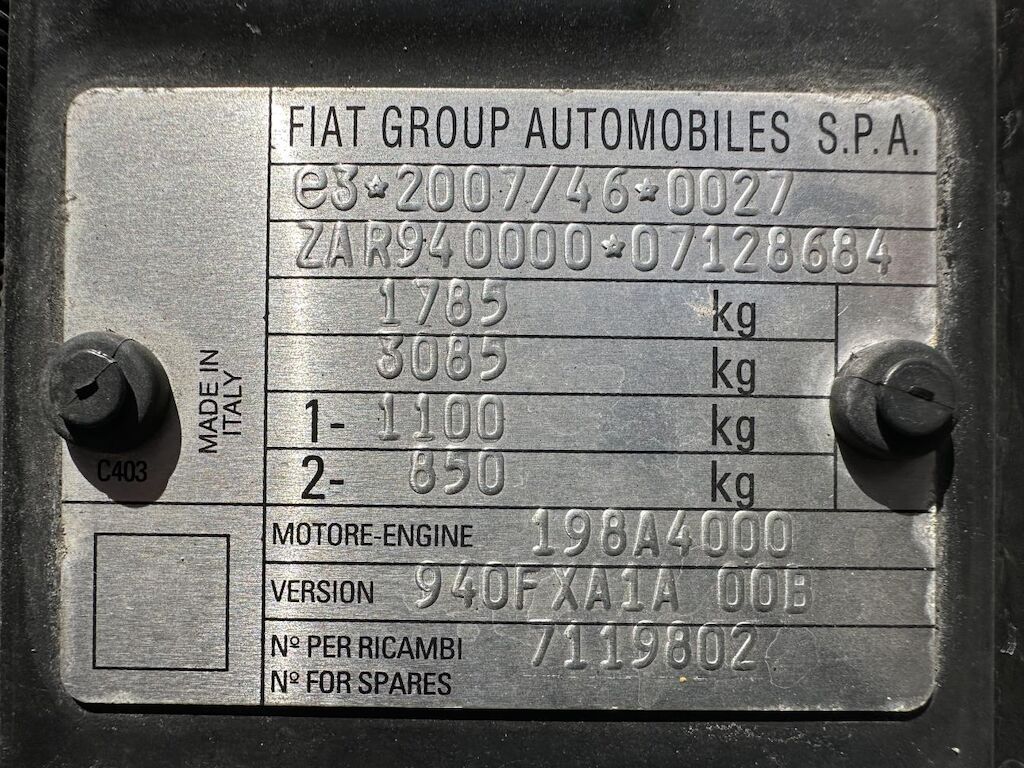 FIAT GROUP AUTOMOBILES S.P.A.
e3*2007/46*0027
ZAR940000*07128684
1785 kg
3085 kg
1- 1100 kg
2- 850 kg
MADE IN
ITALY
C403
MOTORE-ENGINE 198A4000
VERSION 940FXA1A 00B
Nº PER RICAMBI 7119802
Nº FOR SPARES